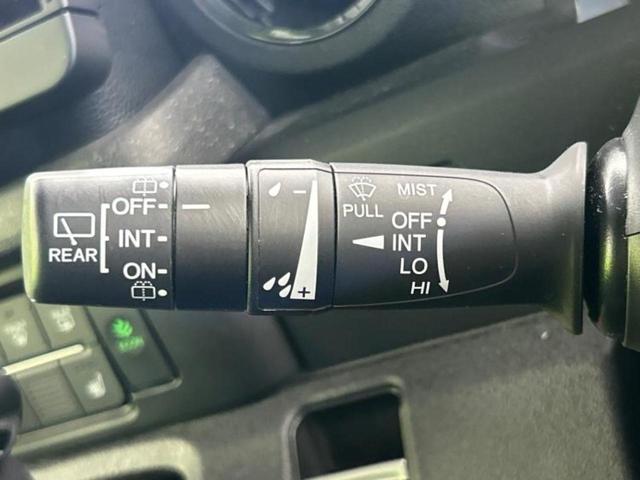 REAR
OFF
INT
ON
- 
+
PULL
MIST
OFF
INT
LO
HI